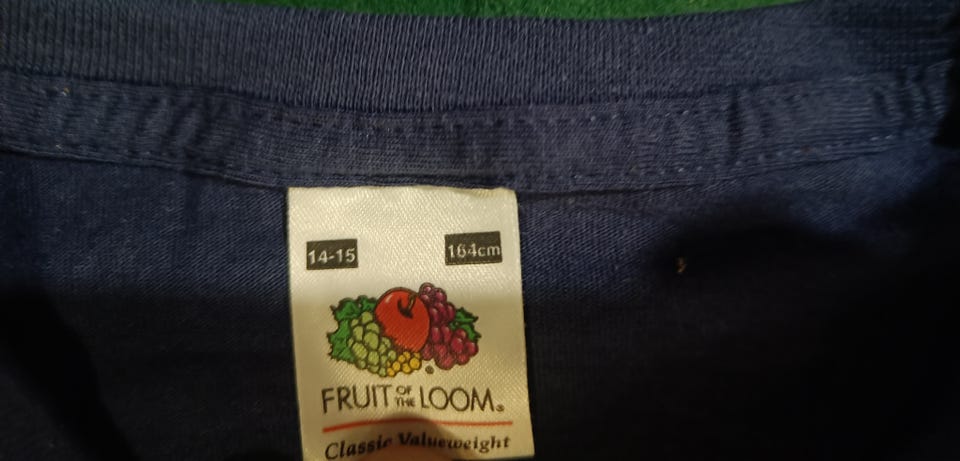 14-15 164cm
FRUIT OF THE LOOM®
Classic Valueweight